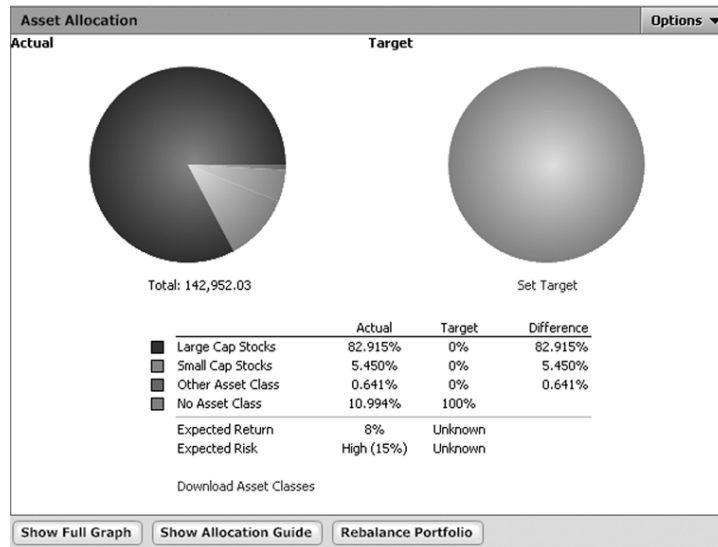 Asset Allocation
Options
Actual Target
Total: 142,952.03 Set Target
Actual Target Difference
Large Cap Stocks 82.915% 0% 82.915%
Small Cap Stocks 5.450% 0% 5.450%
Other Asset Class 0.641% 0% 0.641%
No Asset Class 10.994% 100%
Expected Return 8% Unknown
Expected Risk High (15%) Unknown
Download Asset Classes
Show Full Graph Show Allocation Guide Rebalance Portfolio